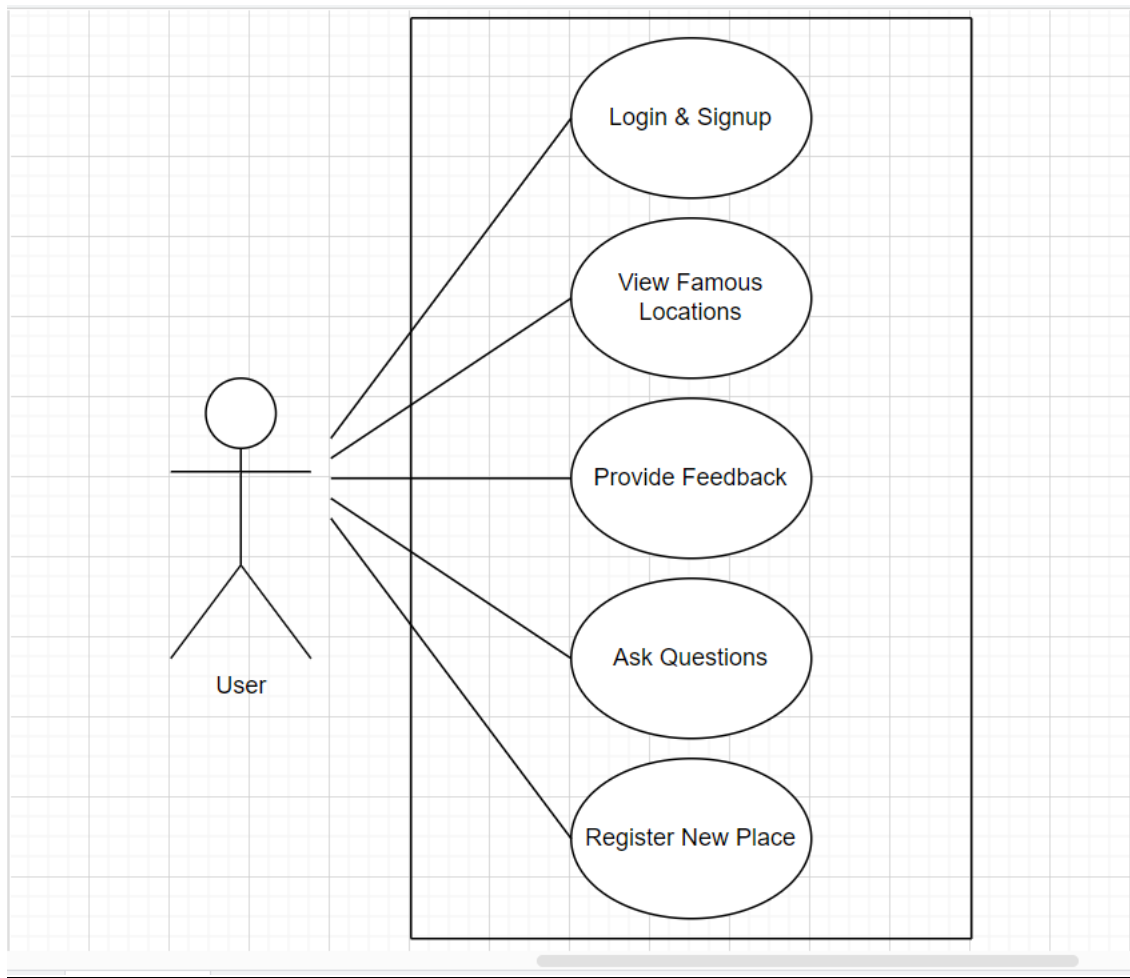 Login & Signup
View Famous
Locations
Provide Feedback
Ask Questions
User
Register New Place